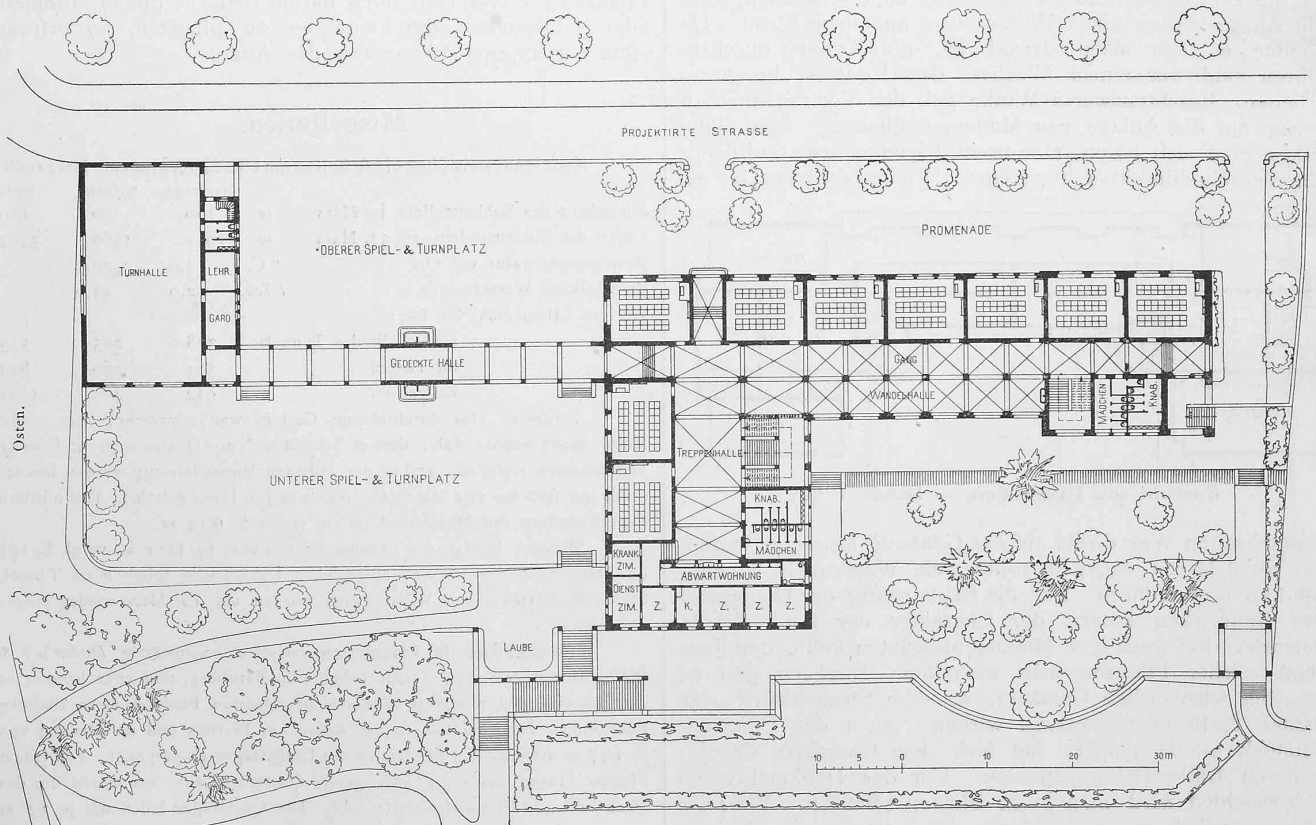 PROJEKTIRTE STRASSE
PROMENADE
OBERER SPIEL- & TURNPLATZ
TURNHALLE
LEHR.
GARD.
GEDECKTE HALLE
GANG
WANDELHALLE
MÄDCHEN
KNAB.
Osten.
TREPPENHALLE
UNTERER SPIEL- & TURNPLATZ
KNAB.
MÄDCHEN
KRANK.
ZIM.
ABWARTWOHNUNG
DIENST
ZIM.
Z.
K.
Z.
Z.
Z.
LAUBE
10 5 0 10 20 30m